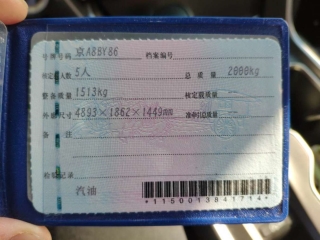 号牌号码 京A8BY86 档案编号
核定载人数 5人 总质量 2000kg
整备质量 1513kg 核定载质量 --
外廓尺寸 4893×1862×1449mm 准牵引总质量 --
备注
检验记录
汽油
*1150013841714*